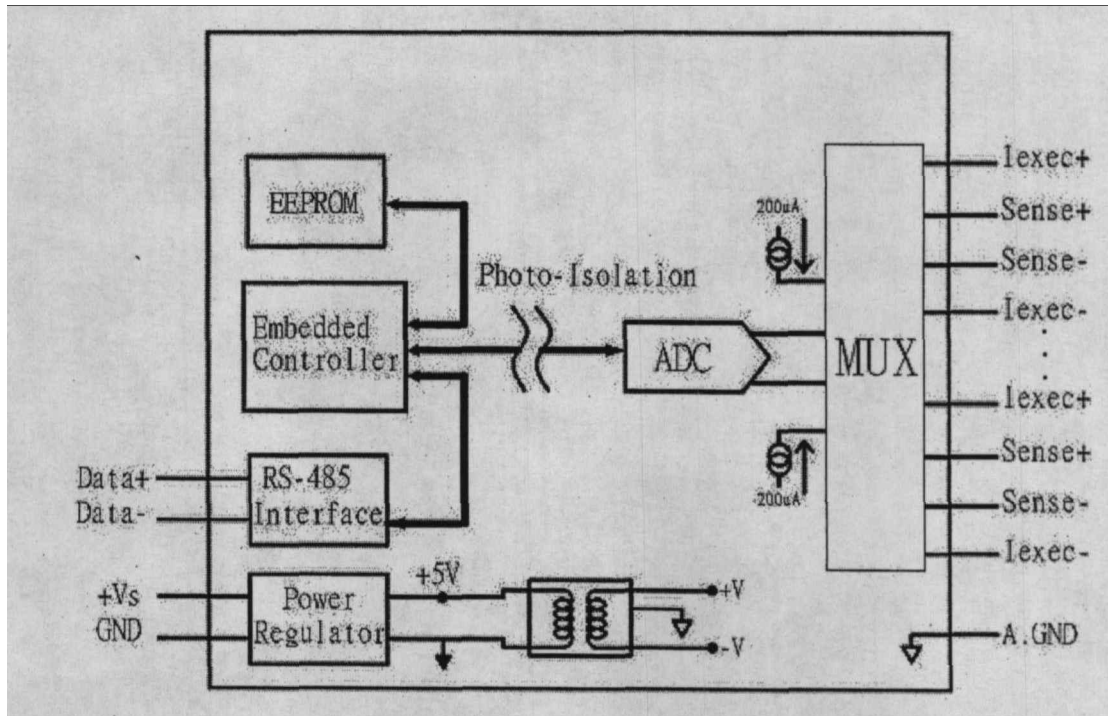 EEPROM
Photo-Isolation
Embedded
Controller
ADC
200uA
MUX
200uA
Iexec+
Sense+
Sense-
Iexec-
Iexec+
Sense+
Sense-
Iexec-
A.GND
Data+
Data-
RS-485
Interface
+Vs
GND
Power
Regulator
+5V
+V
-V